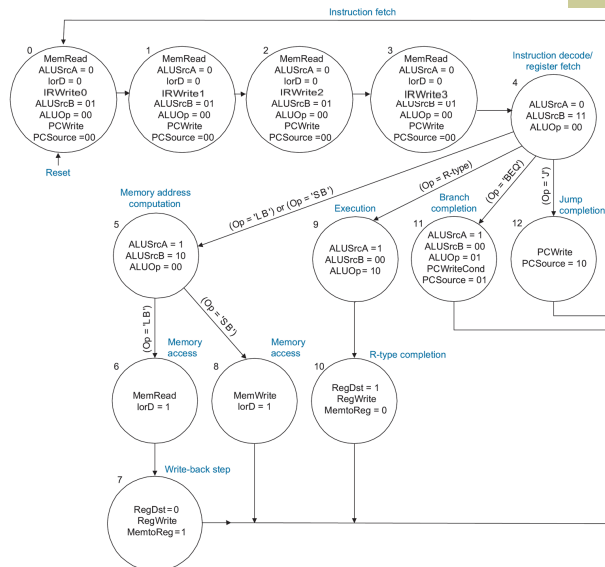 Instruction fetch
0
MemRead
ALUSrcA = 0
IorD = 0
IRWrite0
ALUSrcB = 01
ALUOp = 00
PCWrite
PCSource =00
Reset
1
MemRead
ALUSrcA = 0
IorD = 0
IRWrite1
ALUSrcB = 01
ALUOp = 00
PCWrite
PCSource =00
2
MemRead
ALUSrcA = 0
IorD = 0
IRWrite2
ALUSrcB = 01
ALUOp = 00
PCWrite
PCSource =00
3
MemRead
ALUSrcA = 0
IorD = 0
IRWrite3
ALUSrcB = 01
ALUOp = 00
PCWrite
PCSource =00
Instruction decode/
register fetch
4
ALUSrcA = 0
ALUSrcB = 11
ALUOp = 00
(Op = 'LB') or (Op = 'SB')
(Op = R-type)
(Op = 'BEQ')
(Op = 'J')
Memory address
computation
5
ALUSrcA = 1
ALUSrcB = 10
ALUOp = 00
Execution
9
ALUSrcA =1
ALUSrcB = 00
ALUOp = 10
Branch
completion
11
ALUSrcA = 1
ALUSrcB = 00
ALUOp = 01
PCWriteCond
PCSource = 01
Jump
completion
12
PCWrite
PCSource = 10
(Op = 'LB')
(Op = 'SB')
Memory
access
6
MemRead
IorD = 1
Memory
access
8
MemWrite
IorD = 1
R-type completion
10
RegDst = 1
RegWrite
MemtoReg = 0
Write-back step
7
RegDst = 0
RegWrite
MemtoReg = 1